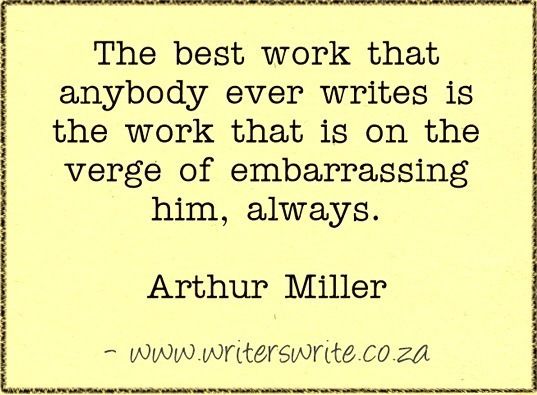 The best work that
anybody ever writes is
the work that is on the
verge of embarrassing
him, always.
Arthur Miller
- www.writerswrite.co.za